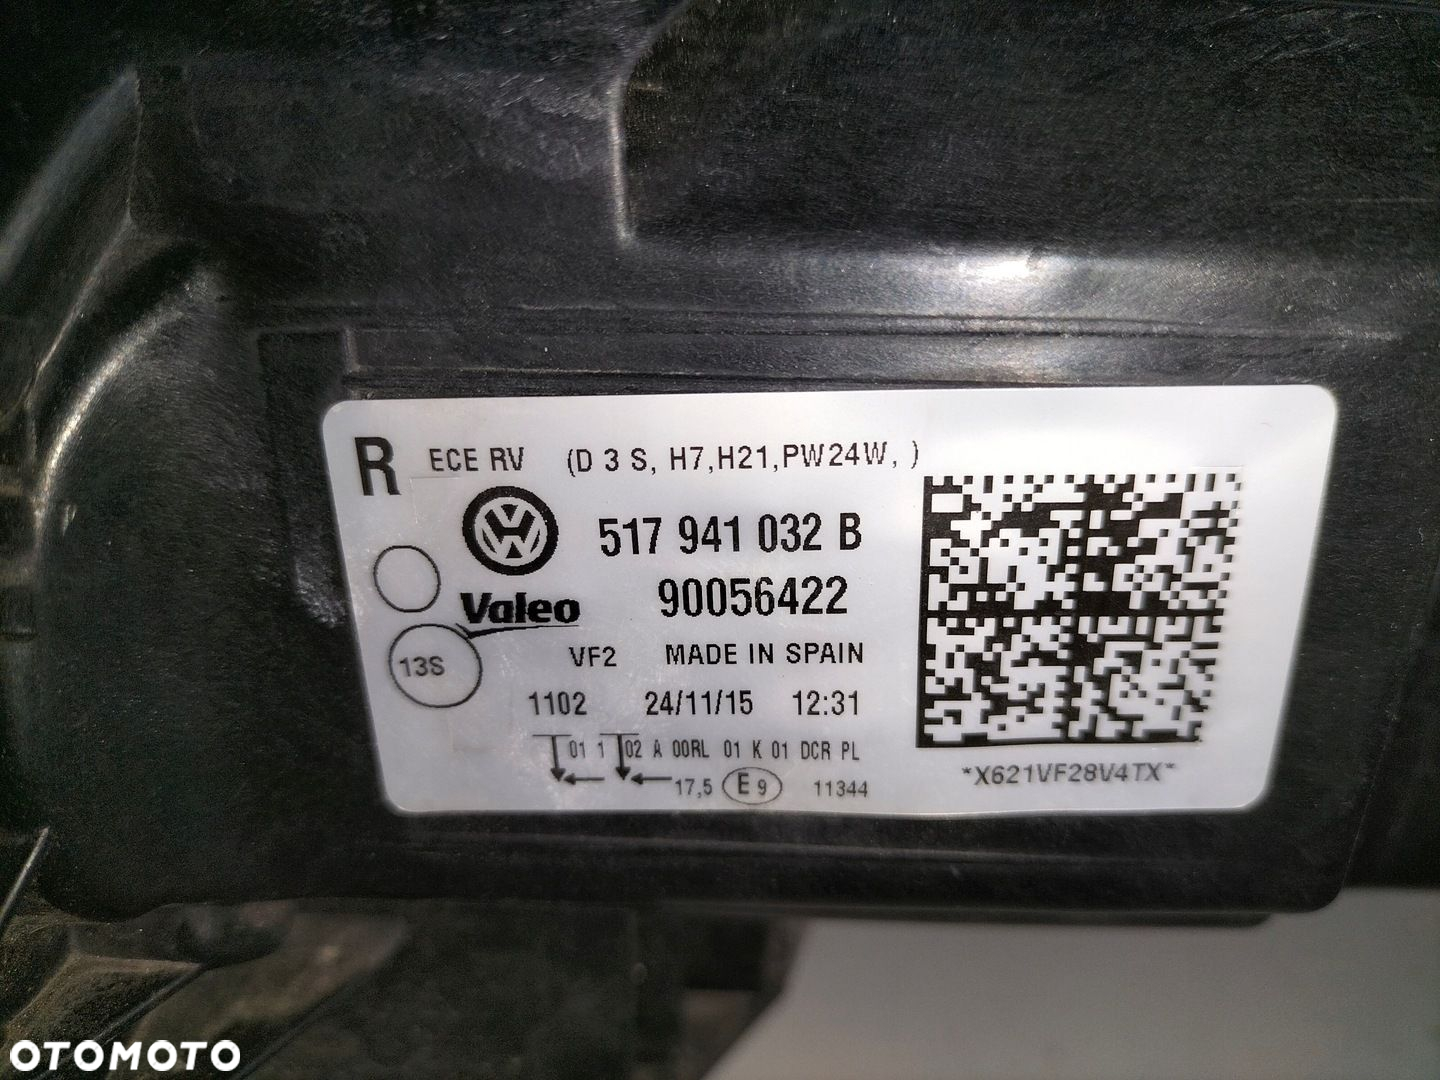 R ECE RV (D 3 S, H7,H21,PW24W, )
517 941 032 B
Valeo 90056422
VF2 MADE IN SPAIN
13S
1102 24/11/15 12:31
01 1 02 A 00RL 01 K 01 DCR PL
17,5 E9 11344
*X621VF28V4TX*
OTOMOTO